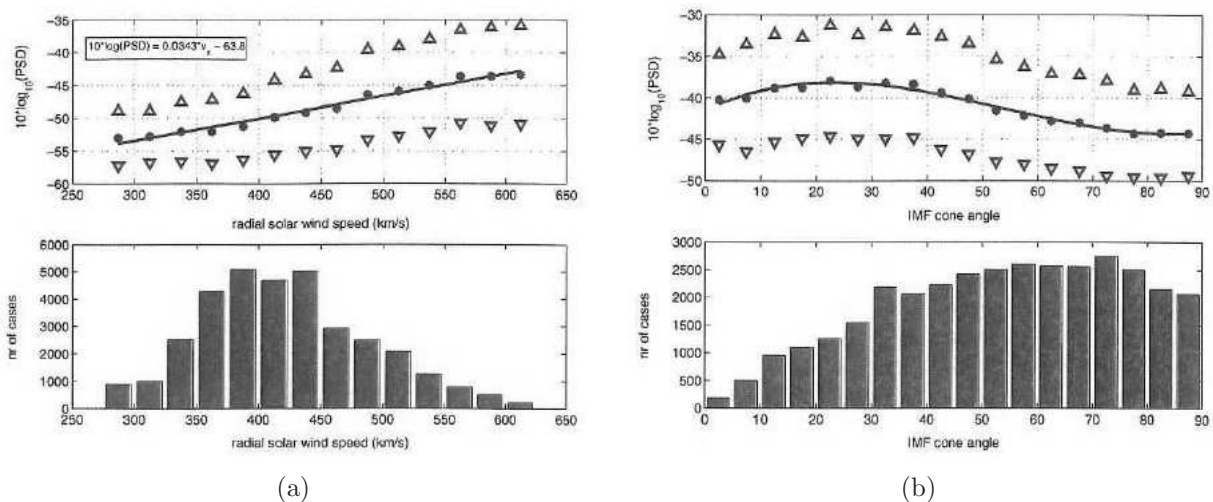 10*log(PSD) = 0.0343*vₓ − 63.8
10*log₁₀(PSD)
−35
−40
−45
−50
−55
−60
250 300 350 400 450 500 550 600 650
radial solar wind speed (km/s)
nr of cases
6000
5000
4000
3000
2000
1000
0
250 300 350 400 450 500 550 600 650
radial solar wind speed (km/s)
(a)
10*log₁₀(PSD)
−30
−35
−40
−45
−50
0 10 20 30 40 50 60 70 80 90
IMF cone angle
nr of cases
3000
2500
2000
1500
1000
500
0
0 10 20 30 40 50 60 70 80 90
IMF cone angle
(b)